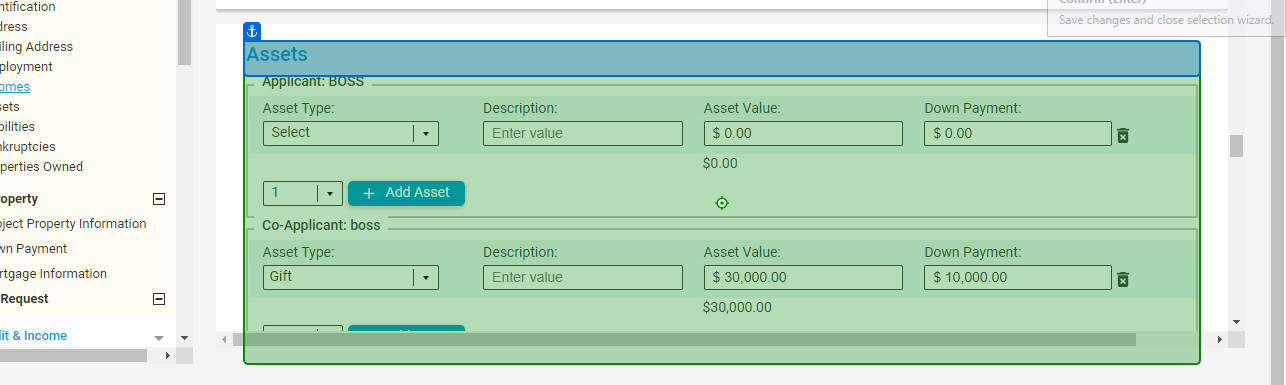 ntification
dress
iling Address
ployment
omes
sets
bilities
nkruptcies
perties Owned
operty
ject Property Information
wn Payment
rtgage Information
Request
dit & Income
Confirm (Enter)
Save changes and close selection wizard.
Assets
Applicant: BOSS
Asset Type: Description: Asset Value: Down Payment:
Select Enter value $ 0.00 $ 0.00
$0.00
1 + Add Asset
Co-Applicant: boss
Asset Type: Description: Asset Value: Down Payment:
Gift Enter value $ 30,000.00 $ 10,000.00
$30,000.00